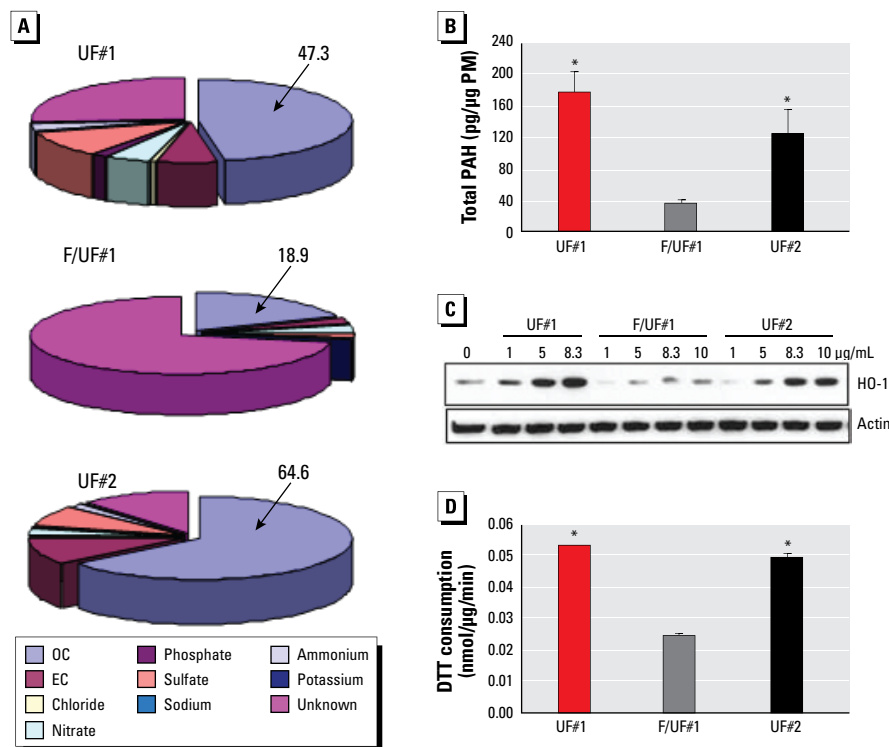 A
UF#1
47.3
F/UF#1
18.9
UF#2
64.6
OC Phosphate Ammonium
EC Sulfate Potassium
Chloride Sodium Unknown
Nitrate
B
Total PAH (pg/µg PM)
240
200
160
120
80
40
0
*
*
UF#1 F/UF#1 UF#2
C
UF#1 F/UF#1 UF#2
0 1 5 8.3 1 5 8.3 10 1 5 8.3 10 µg/mL
HO-1
Actin
D
DTT consumption
(nmol/µg/min)
0.06
0.05
0.04
0.03
0.02
0.01
0.00
*
*
UF#1 F/UF#1 UF#2